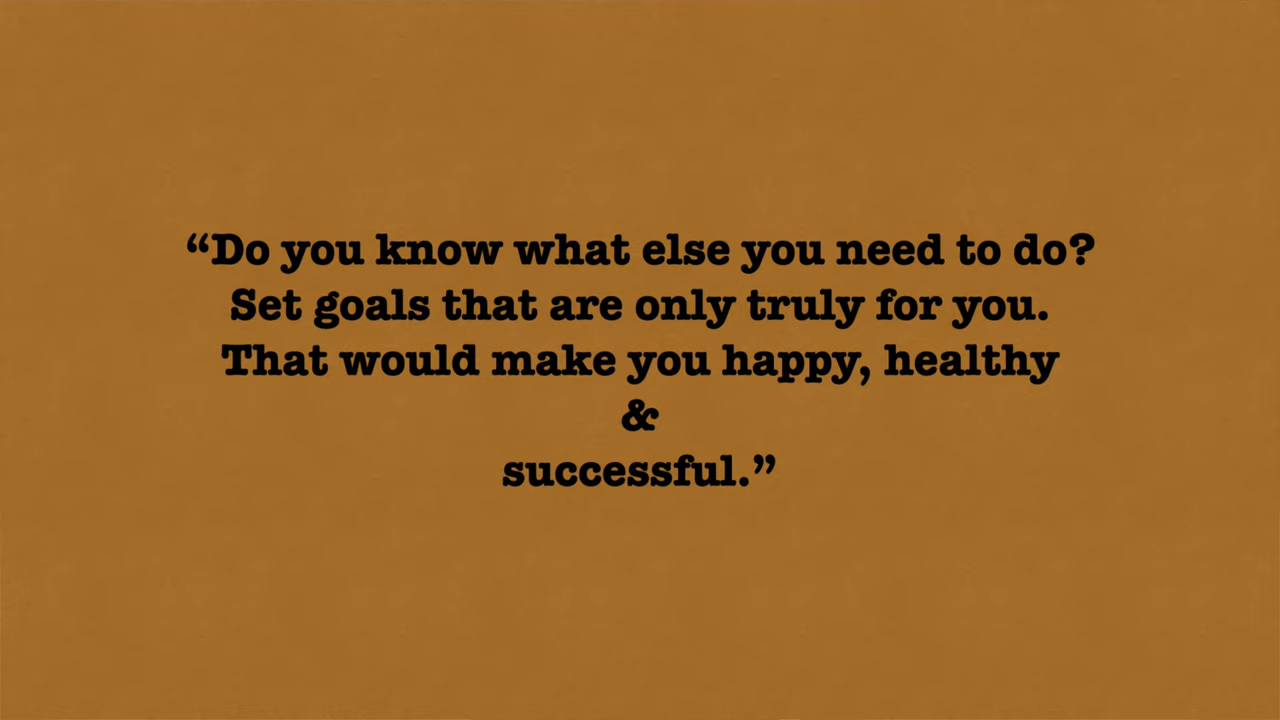 “Do you know what else you need to do?
Set goals that are only truly for you.
That would make you happy, healthy
&
successful.”